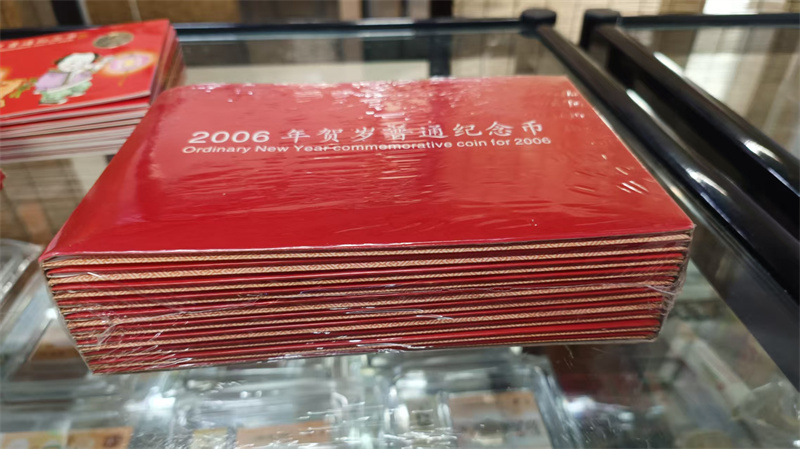 2006 年贺岁普通纪念币
Ordinary New Year commemorative coin for 2006